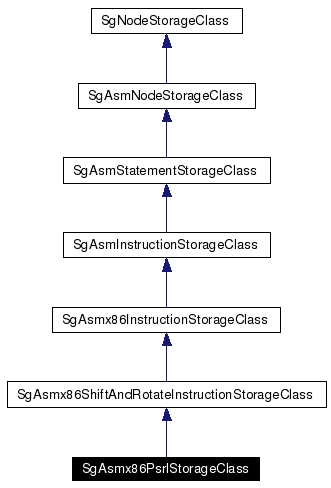 SgNodeStorageClass
SgAsmNodeStorageClass
SgAsmStatementStorageClass
SgAsmInstructionStorageClass
SgAsmx86InstructionStorageClass
SgAsmx86ShiftAndRotateInstructionStorageClass
SgAsmx86PsrlStorageClass